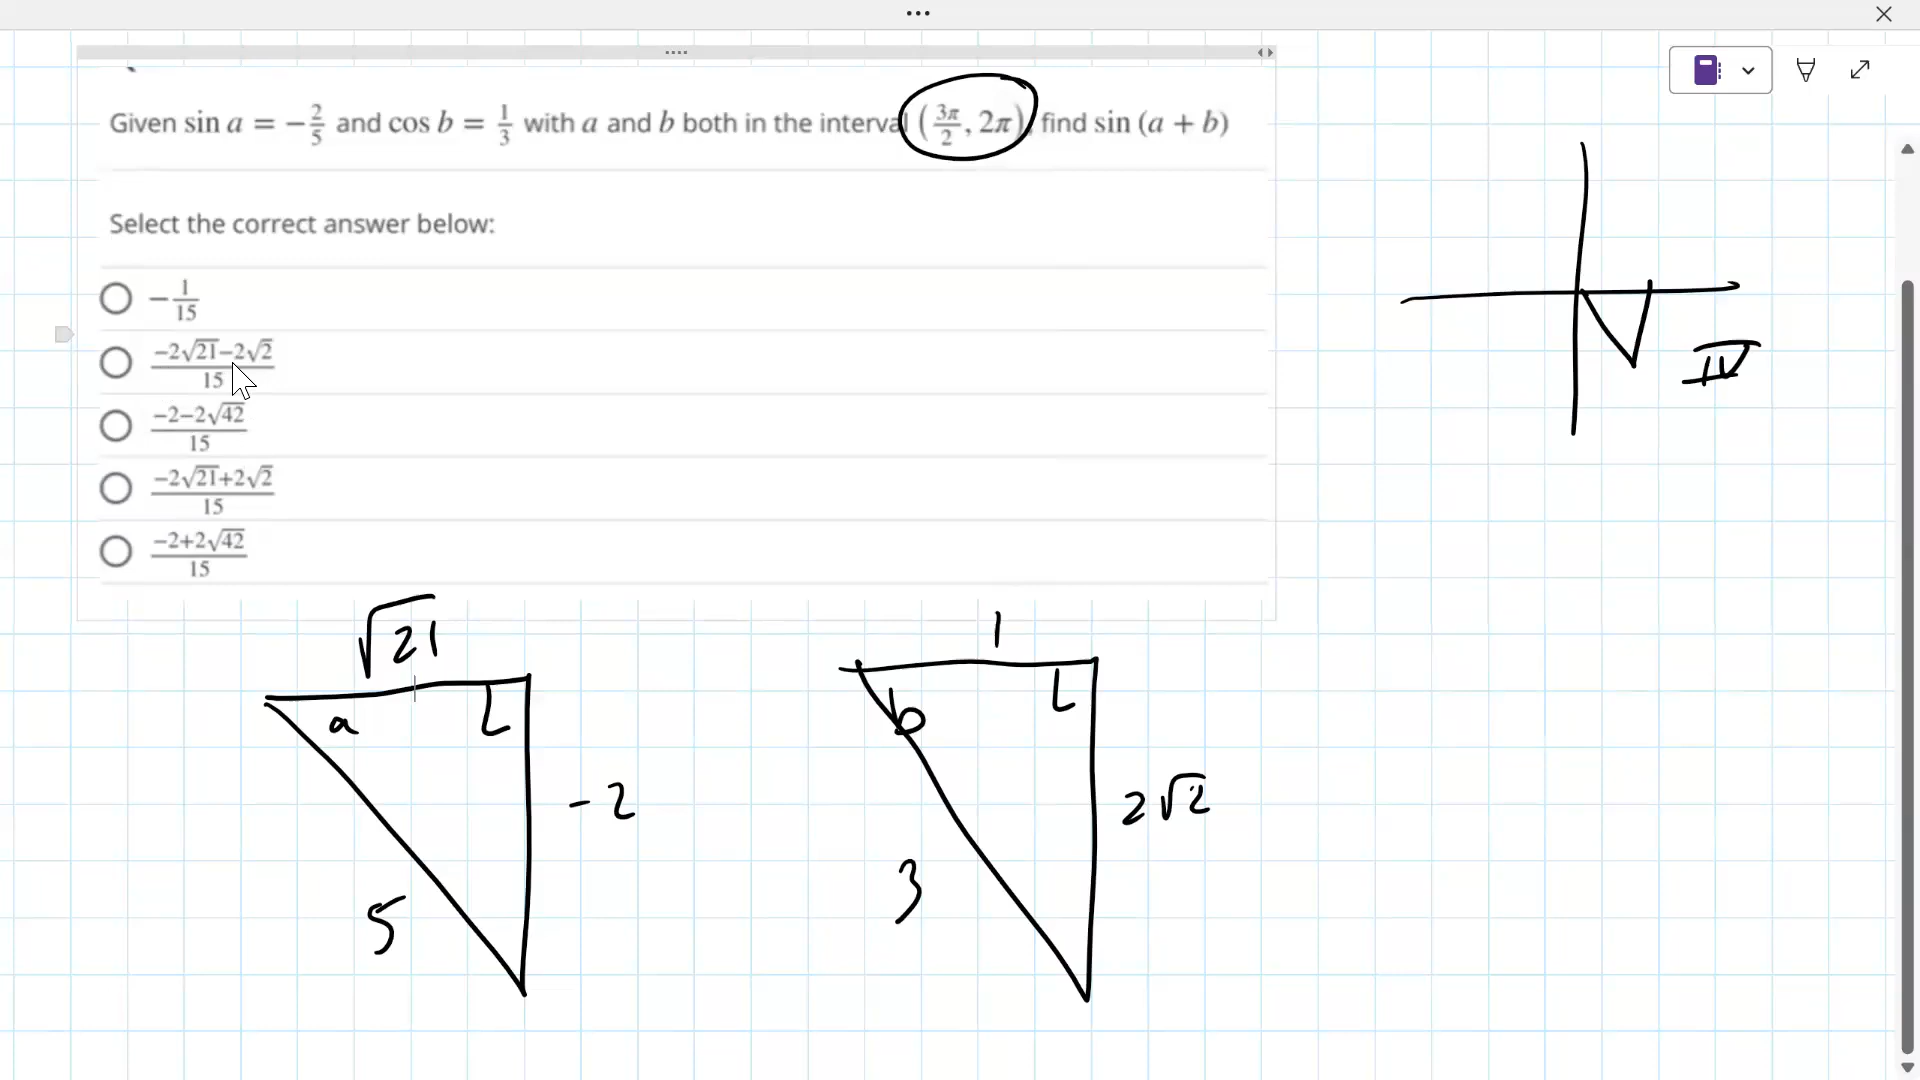 Given sin a = −2/5 and cos b = 1/3 with a and b both in the interval (3π/2, 2π), find sin (a + b)
Select the correct answer below:
−1/15
(−2√21−2√2)/15
(−2−2√42)/15
(−2√21+2√2)/15
(−2+2√42)/15
IV
√21
1
a
b
-2
2√2
5
3